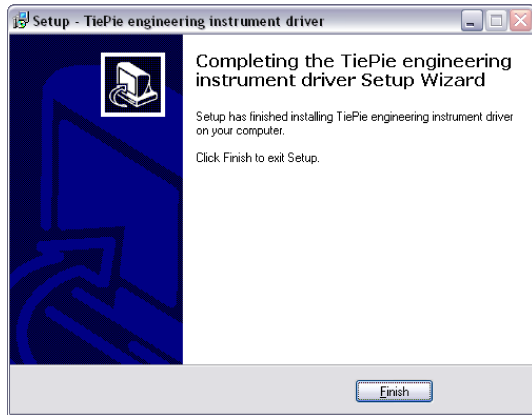 Setup - TiePie engineering instrument driver
Completing the TiePie engineering
instrument driver Setup Wizard
Setup has finished installing TiePie engineering instrument driver
on your computer.
Click Finish to exit Setup.
Finish